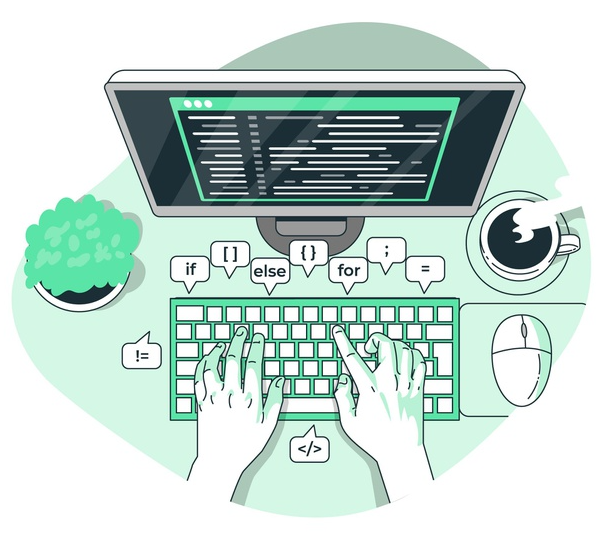 if
[ ]
else
{ }
for
;
=
!=
</>